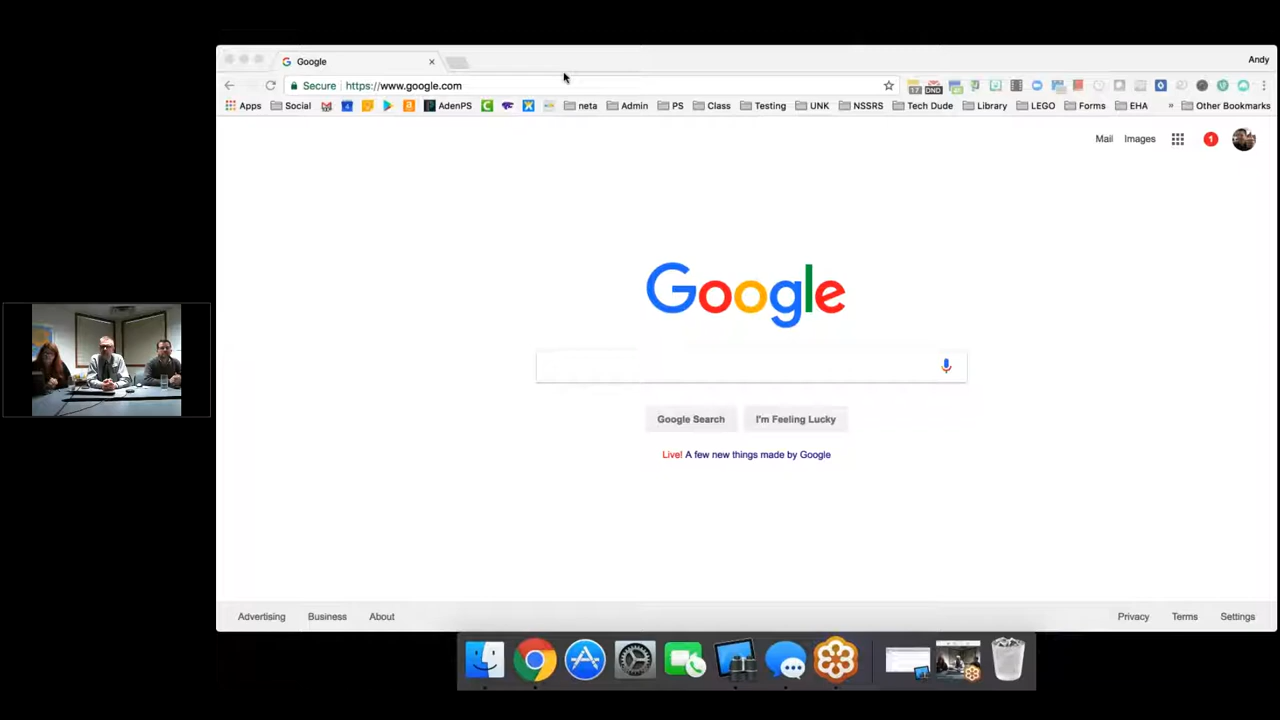 Google
Andy
Secure https://www.google.com
17 DND
Apps Social AdenPS neta Admin PS Class Testing UNK NSSRS Tech Dude Library LEGO Forms EHA » Other Bookmarks
Mail Images 1
Google
Google Search I'm Feeling Lucky
Live! A few new things made by Google
Advertising Business About Privacy Terms Settings